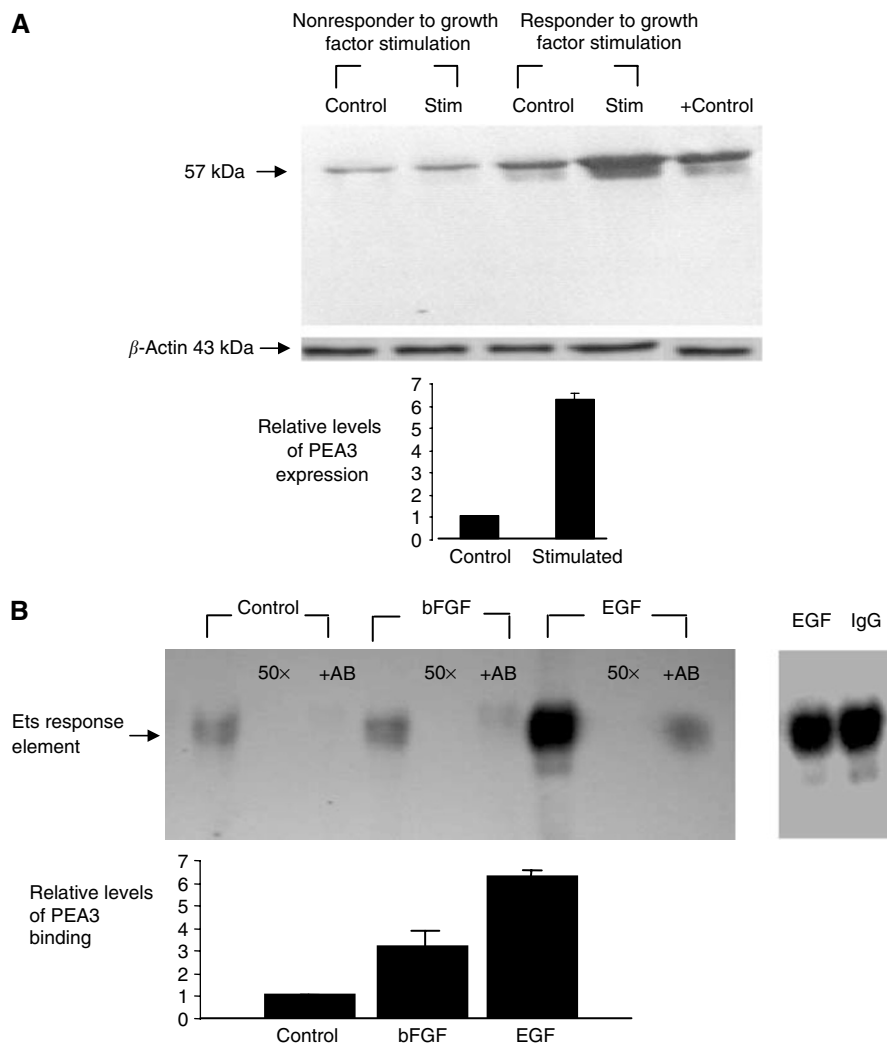 A
Nonresponder to growth
factor stimulation
Responder to growth
factor stimulation
Control Stim Control Stim +Control
57 kDa
β-Actin 43 kDa
Relative levels
of PEA3
expression
7
6
5
4
3
2
1
0
Control Stimulated
B
Control bFGF EGF
EGF IgG
50× +AB 50× +AB 50× +AB
Ets response
element
Relative levels
of PEA3
binding
7
6
5
4
3
2
1
0
Control bFGF EGF